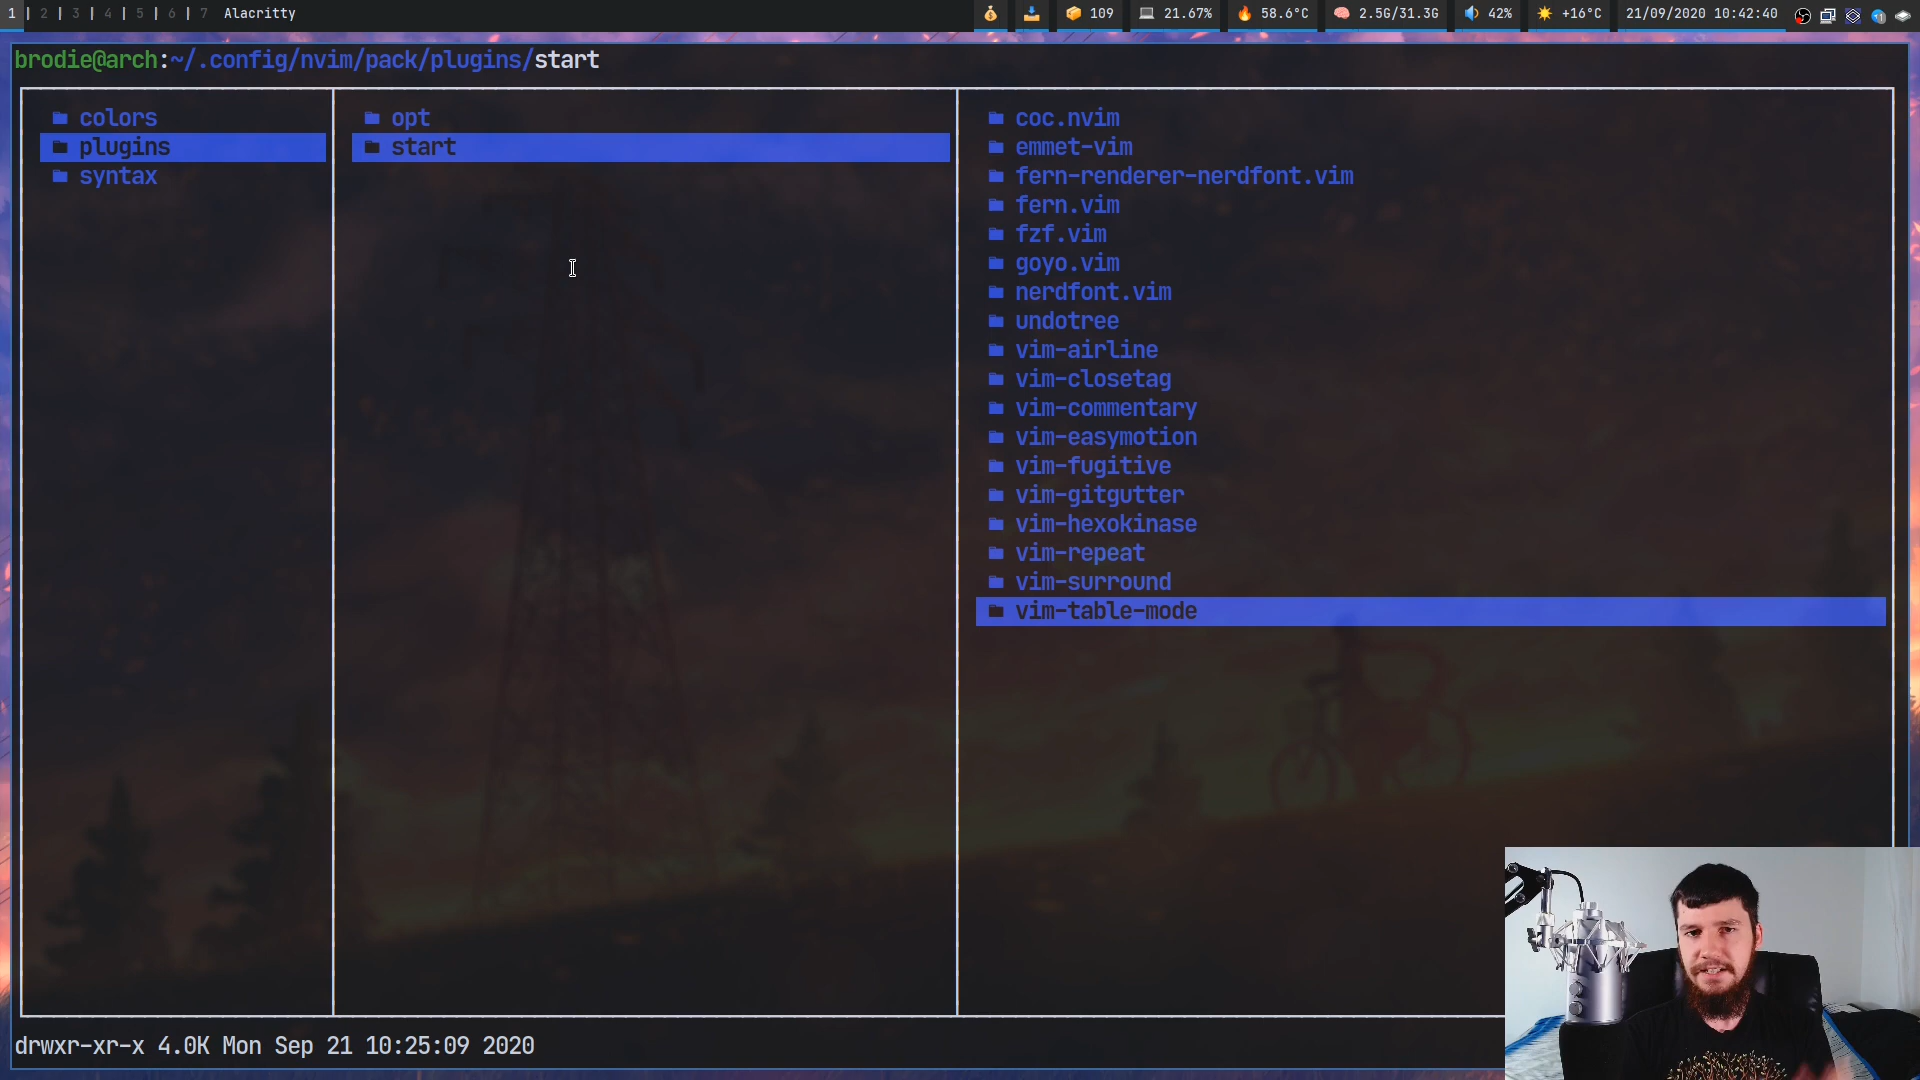 1 | 2 | 3 | 4 | 5 | 6 | 7 Alacritty 109 21.67% 58.6°C 2.5G/31.3G 42% +16°C 21/09/2020 10:42:40
brodie@arch:~/.config/nvim/pack/plugins/start
colors
plugins
syntax
opt
start
coc.nvim
emmet-vim
fern-renderer-nerdfont.vim
fern.vim
fzf.vim
goyo.vim
nerdfont.vim
undotree
vim-airline
vim-closetag
vim-commentary
vim-easymotion
vim-fugitive
vim-gitgutter
vim-hexokinase
vim-repeat
vim-surround
vim-table-mode
drwxr-xr-x 4.0K Mon Sep 21 10:25:09 2020